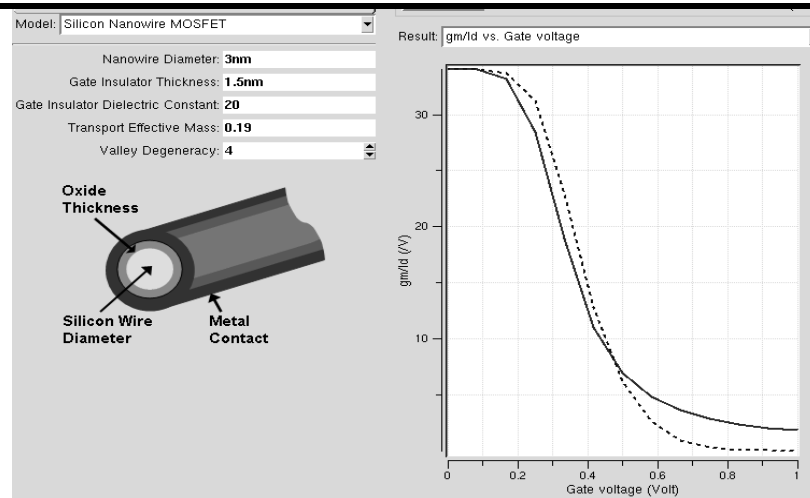 Model: Silicon Nanowire MOSFET
Nanowire Diameter: 3nm
Gate Insulator Thickness: 1.5nm
Gate Insulator Dielectric Constant: 20
Transport Effective Mass: 0.19
Valley Degeneracy: 4
Oxide
Thickness
Silicon Wire
Diameter
Metal
Contact
Result: gm/Id vs. Gate voltage
30
20
10
gm/Id (/V)
0 0.2 0.4 0.6 0.8 1
Gate voltage (Volt)